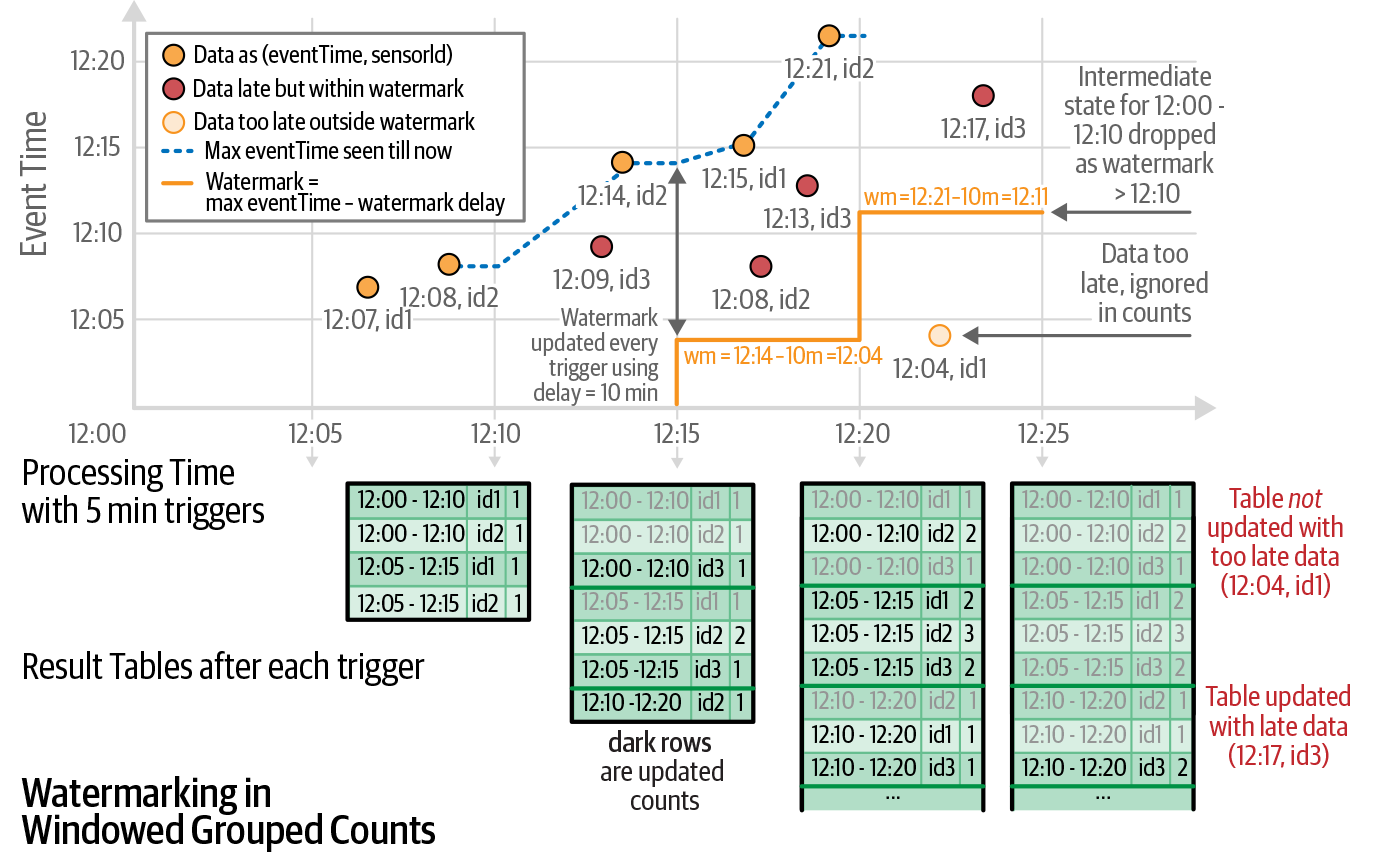 12:20
12:15
12:10
12:05
Event Time
Data as (eventTime, sensorId)
Data late but within watermark
Data too late outside watermark
Max eventTime seen till now
Watermark =
max eventTime – watermark delay
12:07, id1
12:08, id2
12:14, id2
12:09, id3
12:15, id1
12:13, id3
12:08, id2
12:21, id2
12:17, id3
12:04, id1
Watermark
updated every
trigger using
delay = 10 min
wm = 12:14 – 10m = 12:04
wm = 12:21 – 10m = 12:11
Intermediate
state for 12:00 -
12:10 dropped
as watermark
> 12:10
Data too
late, ignored
in counts
12:00
12:05
12:10
12:15
12:20
12:25
Processing Time
with 5 min triggers
Result Tables after each trigger
12:00 - 12:10 id1 1
12:00 - 12:10 id2 1
12:05 - 12:15 id1 1
12:05 - 12:15 id2 1
12:00 - 12:10 id1 1
12:00 - 12:10 id2 1
12:00 - 12:10 id3 1
12:05 - 12:15 id1 1
12:05 - 12:15 id2 2
12:05 -12:15 id3 1
12:10 -12:20 id2 1
dark rows
are updated
counts
12:00 - 12:10 id1 1
12:00 - 12:10 id2 2
12:00 - 12:10 id3 1
12:05 - 12:15 id1 2
12:05 - 12:15 id2 3
12:05 - 12:15 id3 2
12:10 - 12:20 id2 1
12:10 - 12:20 id1 1
12:10 - 12:20 id3 1
...
12:00 - 12:10 id1 1
12:00 - 12:10 id2 2
12:00 - 12:10 id3 1
12:05 - 12:15 id1 2
12:05 - 12:15 id2 3
12:05 - 12:15 id3 2
12:10 - 12:20 id2 1
12:10 - 12:20 id1 1
12:10 - 12:20 id3 2
...
Table not
updated with
too late data
(12:04, id1)
Table updated
with late data
(12:17, id3)
Watermarking in
Windowed Grouped Counts